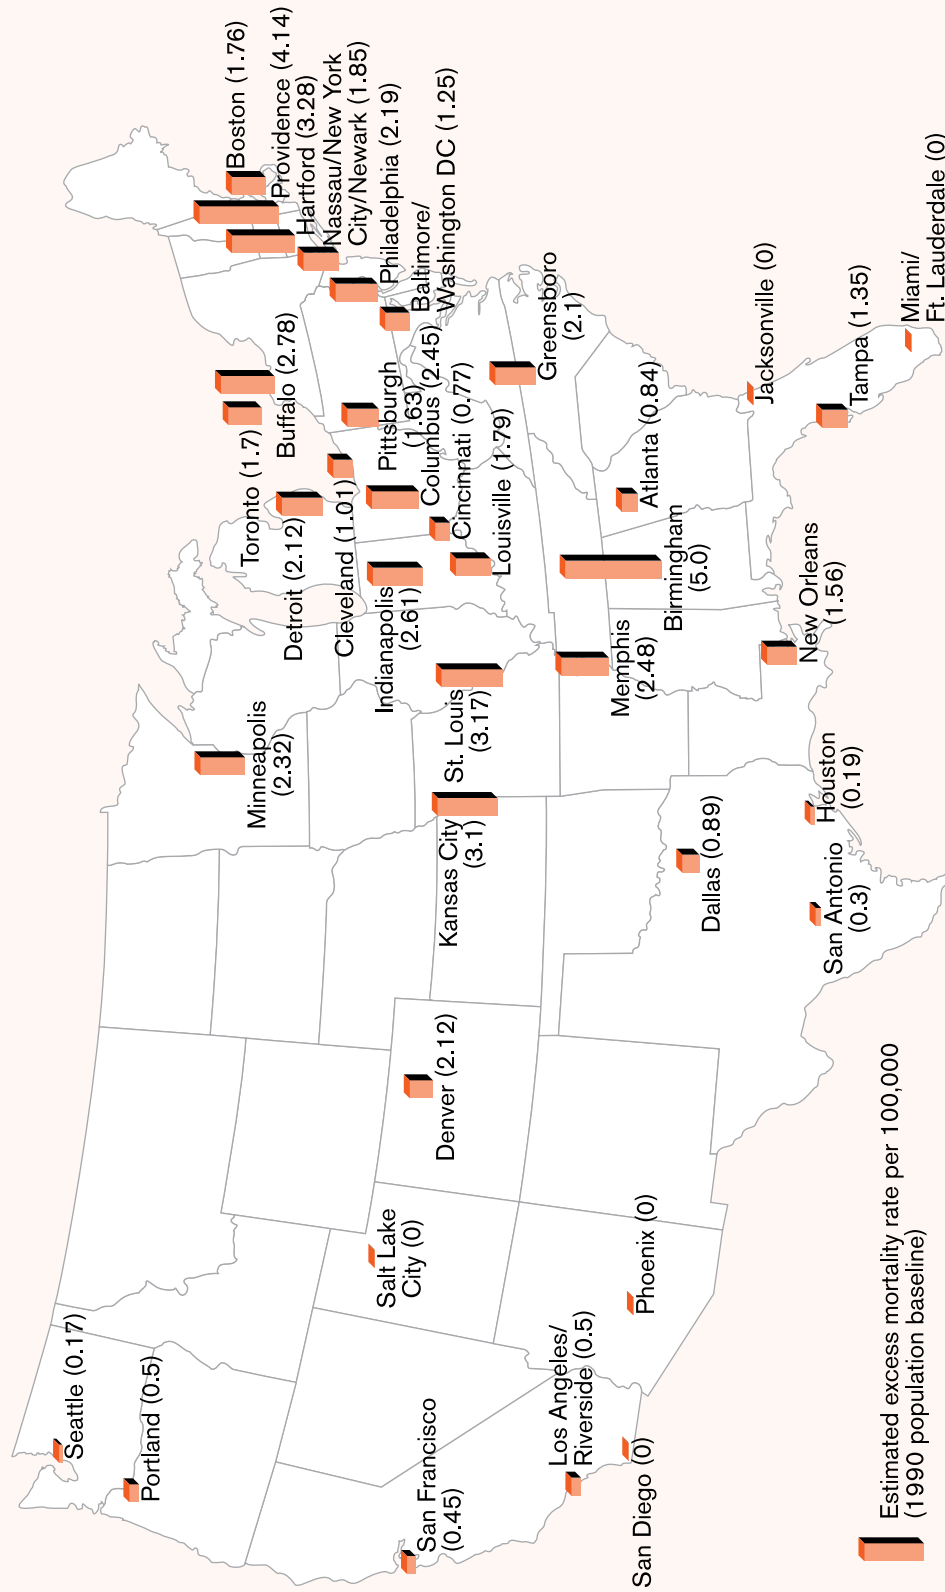 Seattle (0.17)
Portland (0.5)
San Francisco
(0.45)
Los Angeles/
Riverside (0.5)
San Diego (0)
Salt Lake
City (0)
Phoenix (0)
Denver (2.12)
Minneapolis
(2.32)
Kansas City
(3.1)
St. Louis
(3.17)
Dallas (0.89)
San Antonio
(0.3)
Houston
(0.19)
New Orleans
(1.56)
Memphis
(2.48)
Birmingham
(5.0)
Atlanta (0.84)
Indianapolis
(2.61)
Louisville (1.79)
Cincinnati (0.77)
Columbus (2.45)
Cleveland (1.01)
Detroit (2.12)
Toronto (1.7)
Buffalo (2.78)
Pittsburgh
(1.63)
Boston (1.76)
Providence (4.14)
Hartford (3.28)
Nassau/New York
City/Newark (1.85)
Philadelphia (2.19)
Baltimore/
Washington DC (1.25)
Greensboro
(2.1)
Jacksonville (0)
Tampa (1.35)
Miami/
Ft. Lauderdale (0)
Estimated excess mortality rate per 100,000
(1990 population baseline)